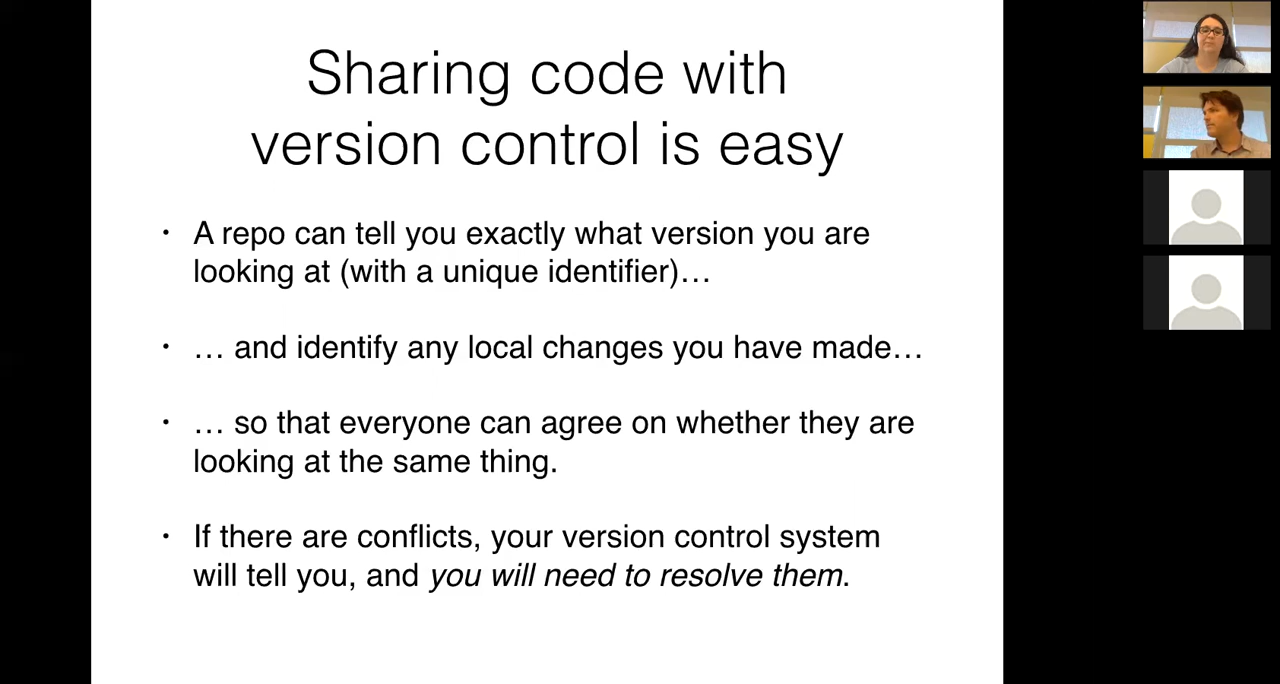 Sharing code with
version control is easy
• A repo can tell you exactly what version you are
looking at (with a unique identifier)…
• … and identify any local changes you have made…
• … so that everyone can agree on whether they are
looking at the same thing.
• If there are conflicts, your version control system
will tell you, and you will need to resolve them.